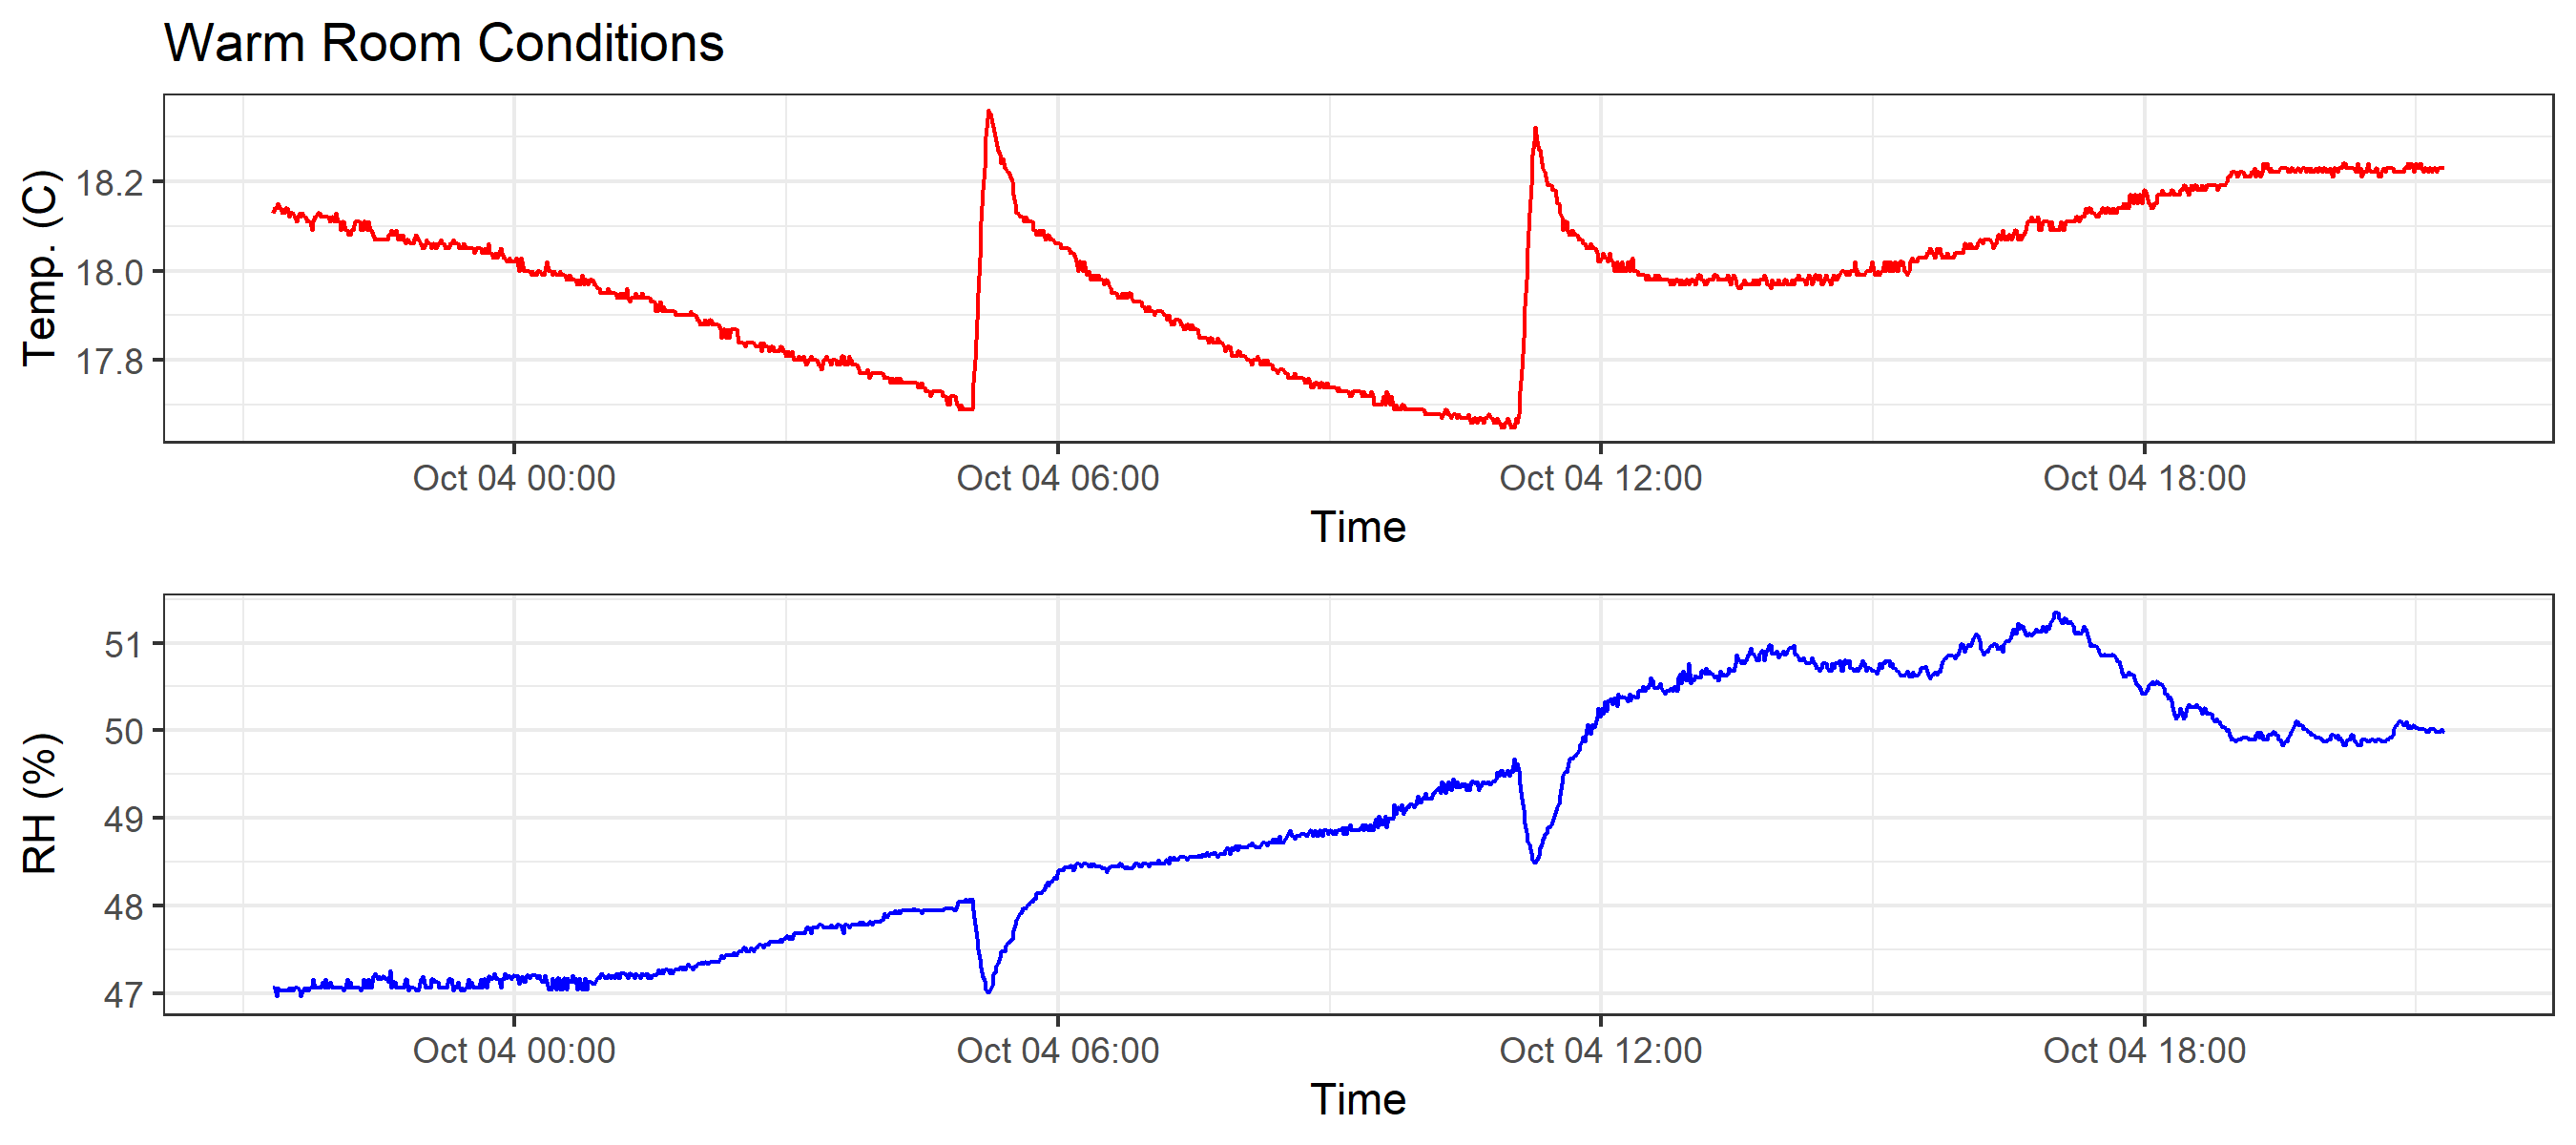 Warm Room Conditions
Temp. (C)
18.2
18.0
17.8
Oct 04 00:00 Oct 04 06:00 Oct 04 12:00 Oct 04 18:00
Time
RH (%)
51
50
49
48
47
Oct 04 00:00 Oct 04 06:00 Oct 04 12:00 Oct 04 18:00
Time